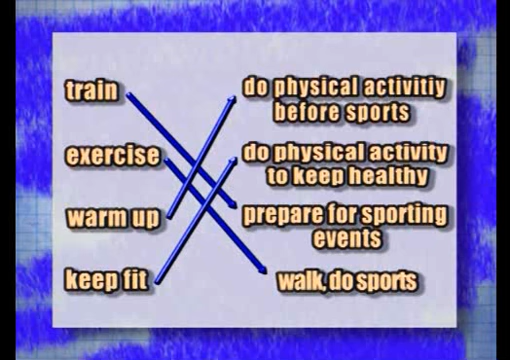 train
do physical activitiy
before sports
exercise
do physical activity
to keep healthy
warm up
prepare for sporting
events
keep fit
walk, do sports